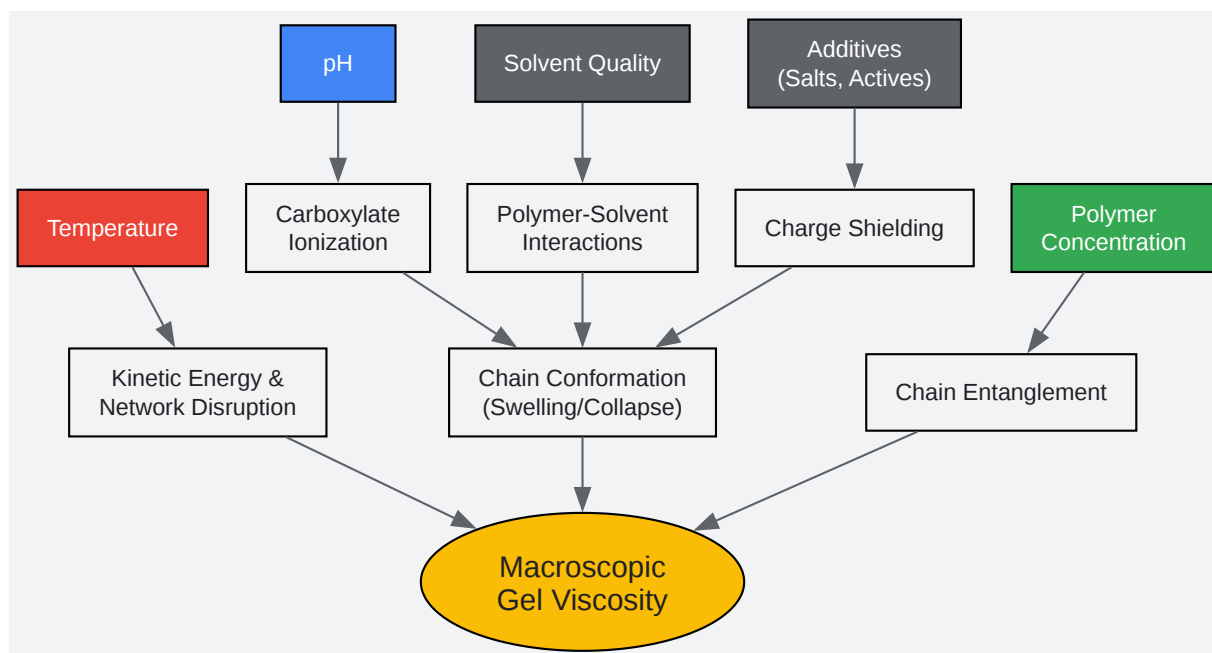 pH
Solvent Quality
Additives
(Salts, Actives)
Temperature
Carboxylate
Ionization
Polymer-Solvent
Interactions
Charge Shielding
Polymer
Concentration
Kinetic Energy &
Network Disruption
Chain Conformation
(Swelling/Collapse)
Chain Entanglement
Macroscopic
Gel Viscosity